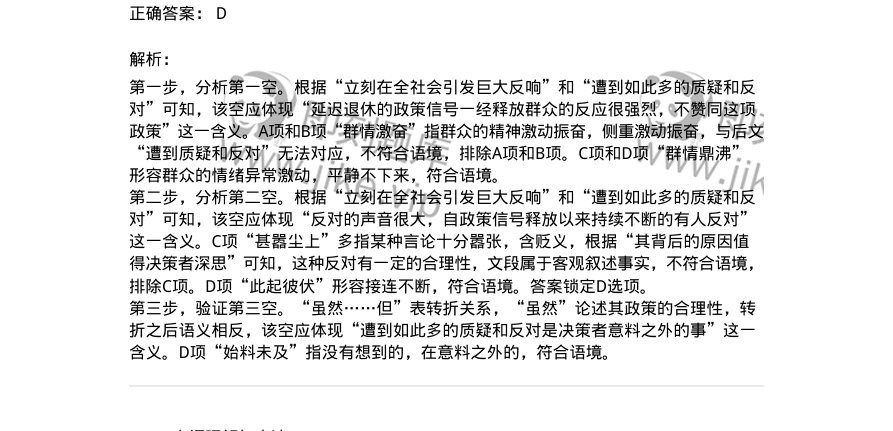 正确答案： D
解析：
第一步，分析第一空。根据“立刻在全社会引发巨大反响”和“遭到如此多的质疑和反
对”可知，该空应体现“延迟退休的政策信号一经释放群众的反应很强烈，不赞同这项
政策”这一含义。A项和B项“群情激奋”指群众的精神激动振奋，侧重激动振奋，与后文
“遭到质疑和反对”无法对应，不符合语境，排除A项和B项。C项和D项“群情鼎沸”
形容群众的情绪异常激动，平静不下来，符合语境。
第二步，分析第二空。根据“立刻在全社会引发巨大反响”和“遭到如此多的质疑和反
对”可知，该空应体现“反对的声音很大，自政策信号释放以来持续不断的有人反对”
这一含义。C项“甚嚣尘上”多指某种言论十分嚣张，含贬义，根据“其背后的原因值
得决策者深思”可知，这种反对有一定的合理性，文段属于客观叙述事实，不符合语境，
排除C项。D项“此起彼伏”形容接连不断，符合语境。答案锁定D选项。
第三步，验证第三空。“虽然……但”表转折关系，“虽然”论述其政策的合理性，转
折之后语义相反，该空应体现“遭到如此多的质疑和反对是决策者意料之外的事”这一
含义。D项“始料未及”指没有想到的，在意料之外的，符合语境。
www.jike.vip
www.jik